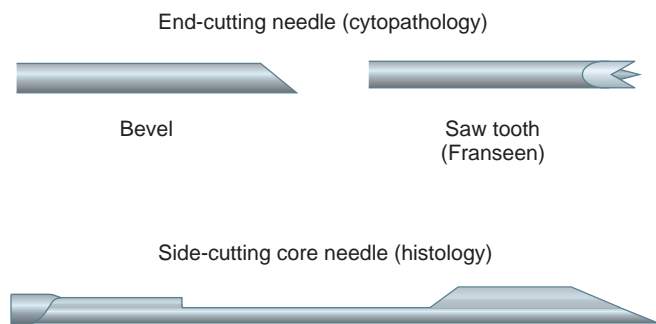 End-cutting needle (cytopathology)
Bevel
Saw tooth
(Franseen)
Side-cutting core needle (histology)